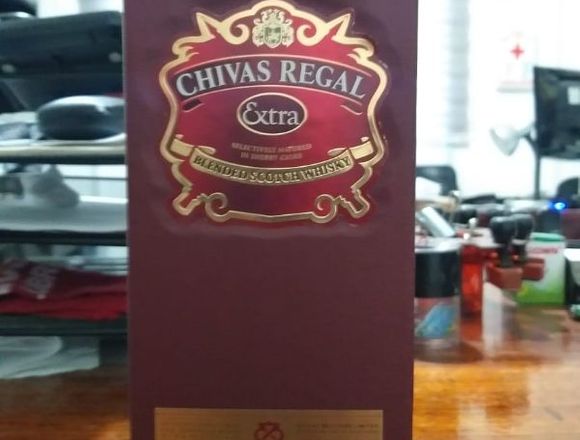 CHIVAS REGAL
Extra
SELECTIVELY MATURED
IN SHERRY CASKS
BLENDED SCOTCH WHISKY